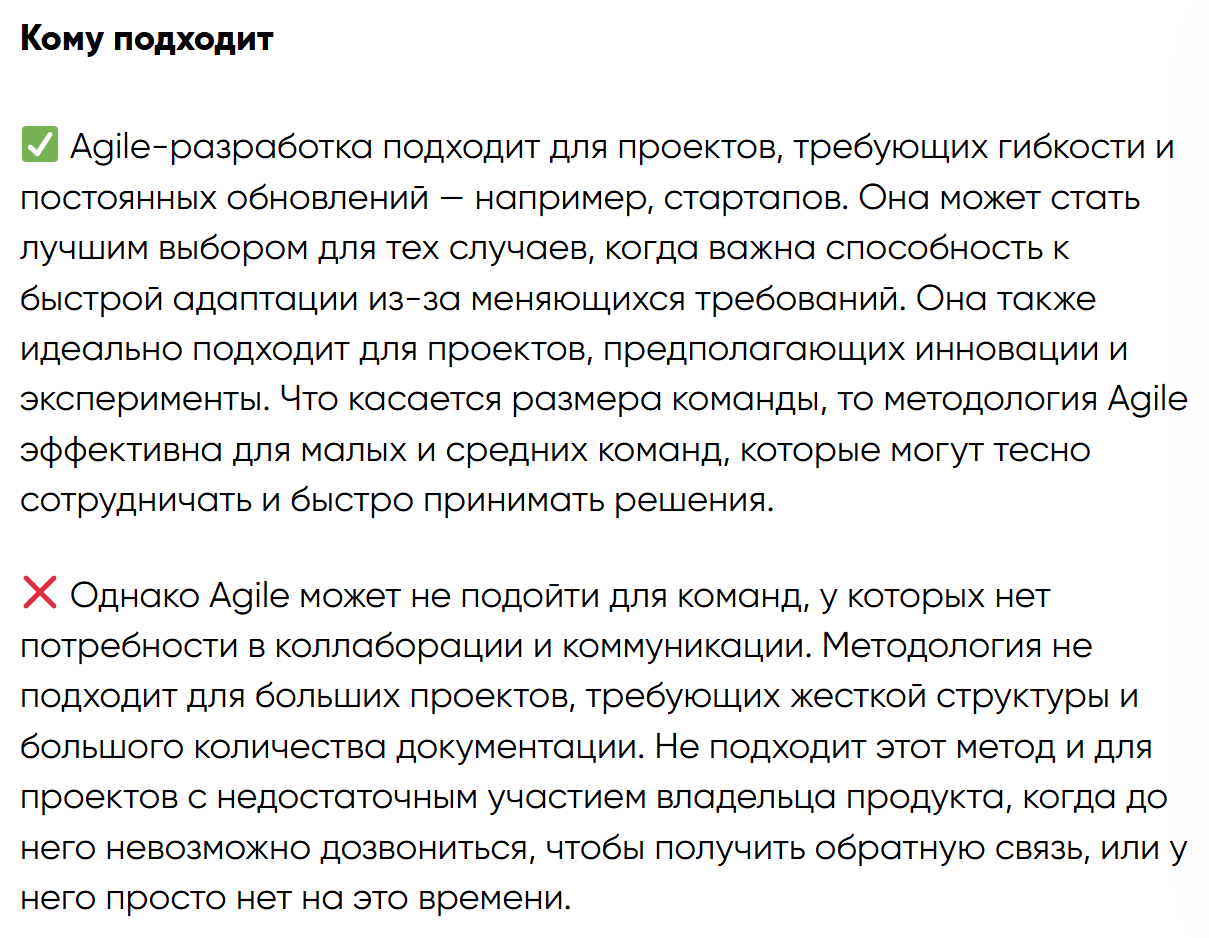 Кому подходит
✅ Agile-разработка подходит для проектов, требующих гибкости и
постоянных обновлений — например, стартапов. Она может стать
лучшим выбором для тех случаев, когда важна способность к
быстрой адаптации из-за меняющихся требований. Она также
идеально подходит для проектов, предполагающих инновации и
эксперименты. Что касается размера команды, то методология Agile
эффективна для малых и средних команд, которые могут тесно
сотрудничать и быстро принимать решения.
❌ Однако Agile может не подойти для команд, у которых нет
потребности в коллаборации и коммуникации. Методология не
подходит для больших проектов, требующих жесткой структуры и
большого количества документации. Не подходит этот метод и для
проектов с недостаточным участием владельца продукта, когда до
него невозможно дозвониться, чтобы получить обратную связь, или у
него просто нет на это времени.